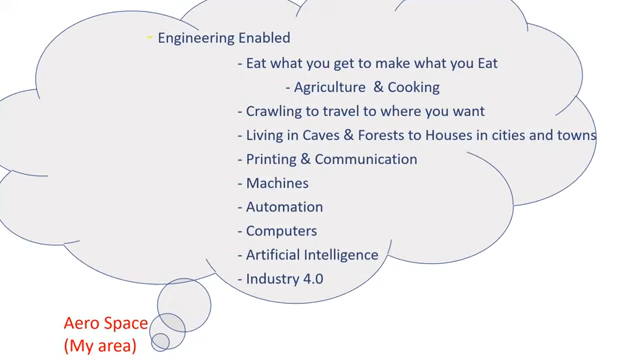 - Engineering Enabled
- Eat what you get to make what you Eat
- Agriculture & Cooking
- Crawling to travel to where you want
- Living in Caves & Forests to Houses in cities and towns
- Printing & Communication
- Machines
- Automation
- Computers
- Artificial Intelligence
- Industry 4.0
Aero Space
(My area)